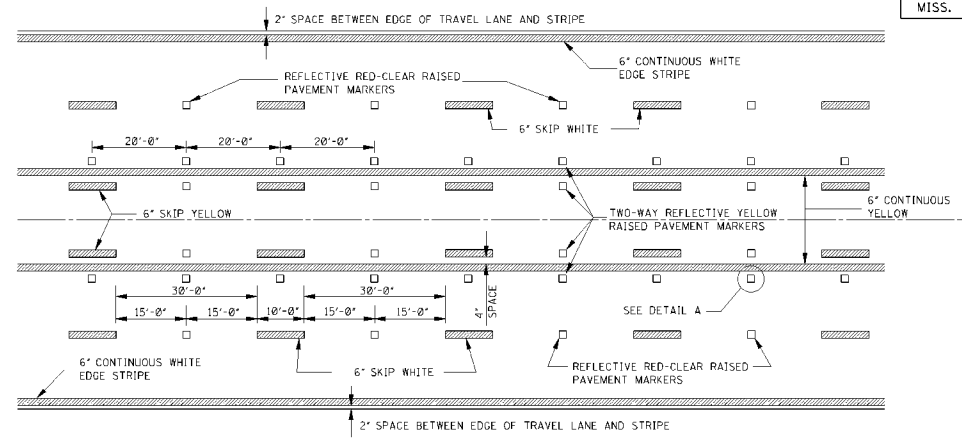 MISS.
2" SPACE BETWEEN EDGE OF TRAVEL LANE AND STRIPE
6" CONTINUOUS WHITE
EDGE STRIPE
REFLECTIVE RED-CLEAR RAISED
PAVEMENT MARKERS
6" SKIP WHITE
20'-0" 20'-0" 20'-0"
6" SKIP YELLOW
TWO-WAY REFLECTIVE YELLOW
RAISED PAVEMENT MARKERS
6" CONTINUOUS
YELLOW
30'-0" 30'-0"
15'-0" 15'-0" 10'-0" 15'-0" 15'-0"
4"
SPACE
SEE DETAIL A
6" CONTINUOUS WHITE
EDGE STRIPE
6" SKIP WHITE
REFLECTIVE RED-CLEAR RAISED
PAVEMENT MARKERS
2" SPACE BETWEEN EDGE OF TRAVEL LANE AND STRIPE